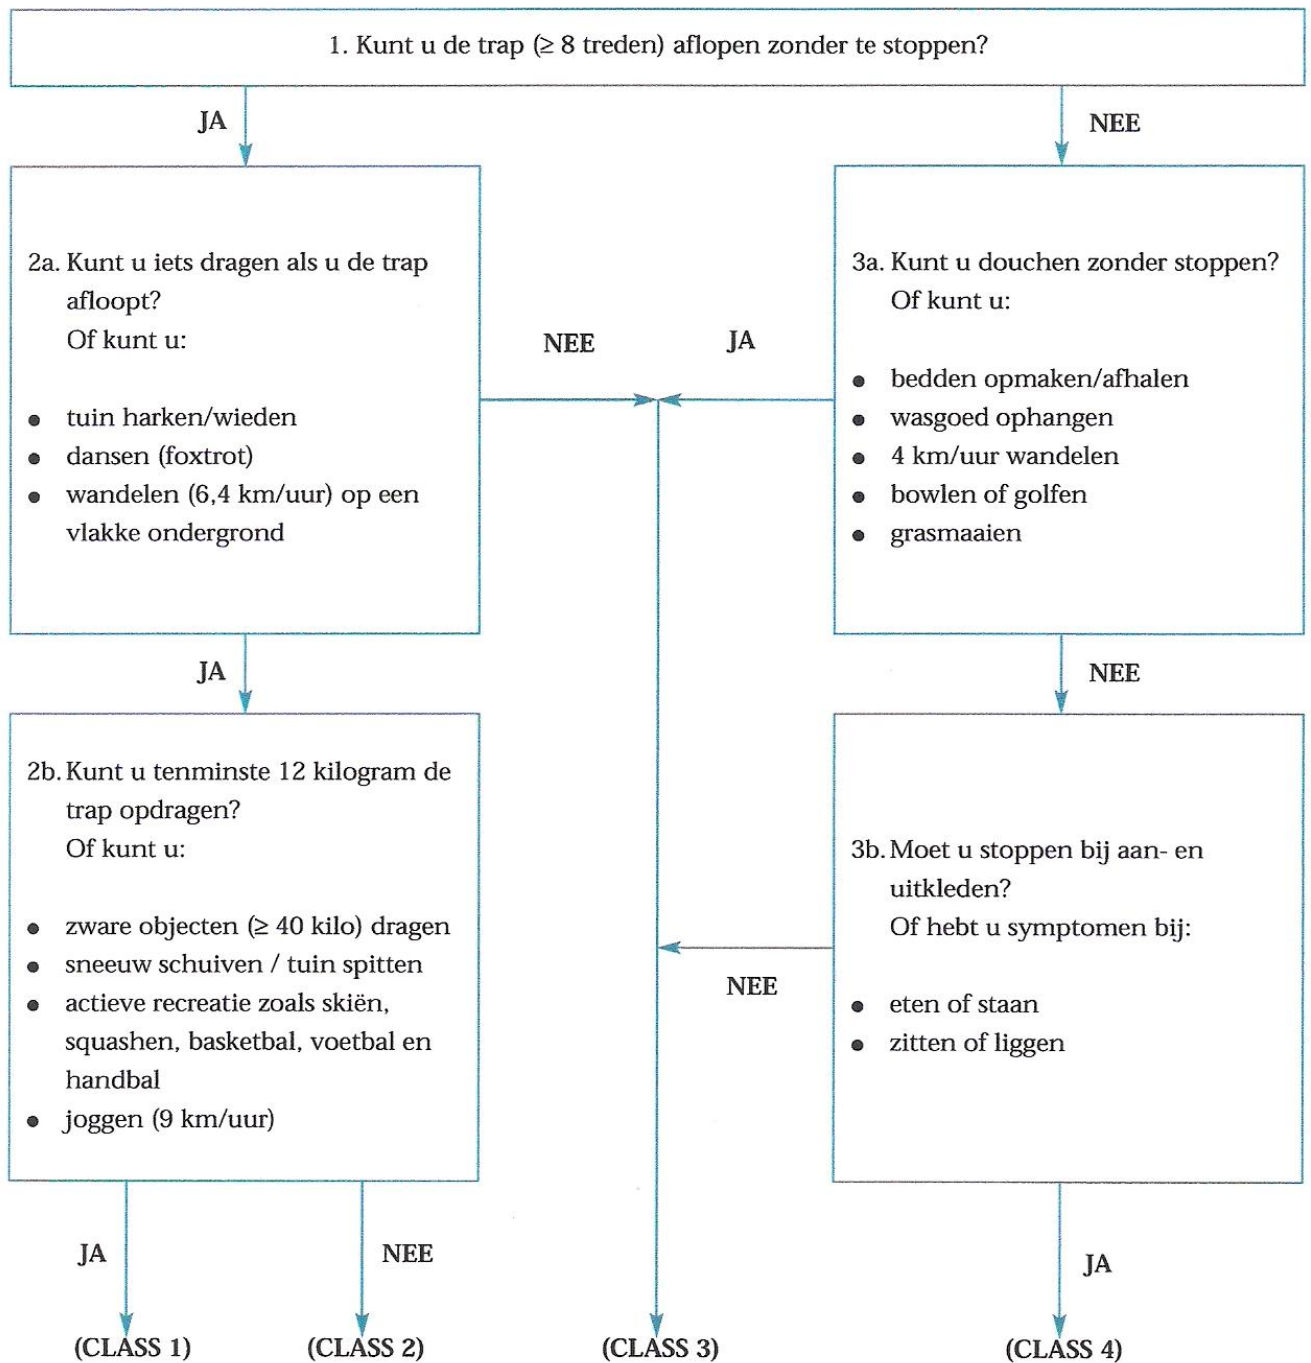 1. Kunt u de trap (≥ 8 treden) aflopen zonder te stoppen?
JA
NEE
2a. Kunt u iets dragen als u de trap
afloopt?
Of kunt u:
• tuin harken/wieden
• dansen (foxtrot)
• wandelen (6,4 km/uur) op een
vlakke ondergrond
NEE
JA
3a. Kunt u douchen zonder stoppen?
Of kunt u:
• bedden opmaken/afhalen
• wasgoed ophangen
• 4 km/uur wandelen
• bowlen of golfen
• grasmaaien
JA
NEE
2b. Kunt u tenminste 12 kilogram de
trap opdragen?
Of kunt u:
• zware objecten (≥ 40 kilo) dragen
• sneeuw schuiven / tuin spitten
• actieve recreatie zoals skiën,
squashen, basketbal, voetbal en
handbal
• joggen (9 km/uur)
NEE
3b. Moet u stoppen bij aan- en
uitkleden?
Of hebt u symptomen bij:
• eten of staan
• zitten of liggen
JA
NEE
JA
(CLASS 1)
(CLASS 2)
(CLASS 3)
(CLASS 4)